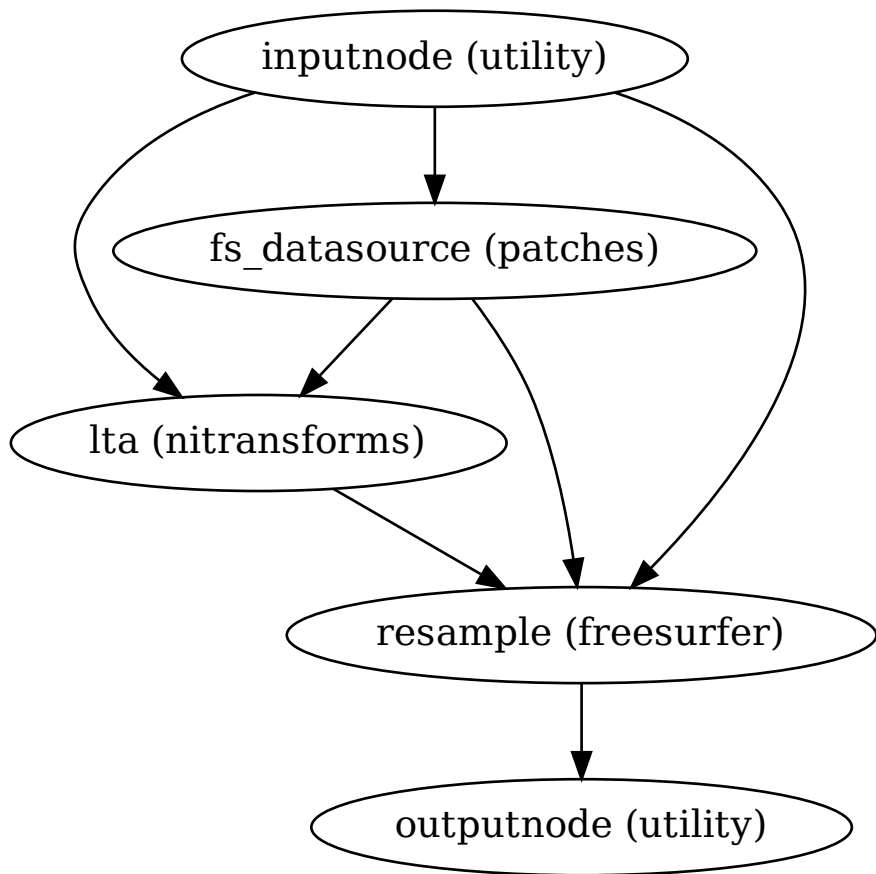 inputnode (utility)
fs_datasource (patches)
lta (nitransforms)
resample (freesurfer)
outputnode (utility)